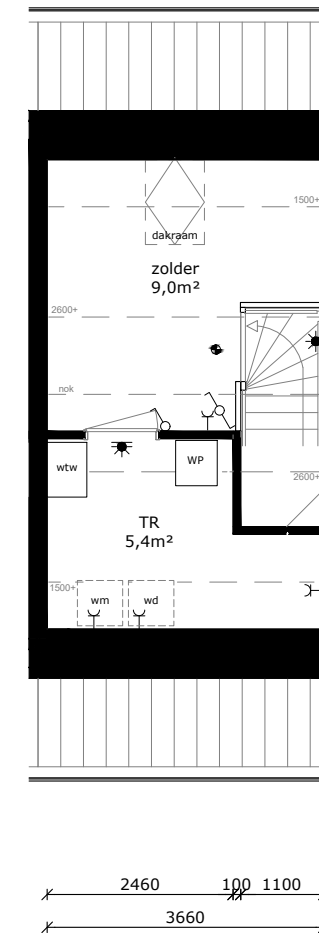 1500+
dakraam
zolder
9,0m²
2600+
nok
wtw
WP
2600+
TR
5,4m²
1500+
wm
wd
2460
100
1100
3660